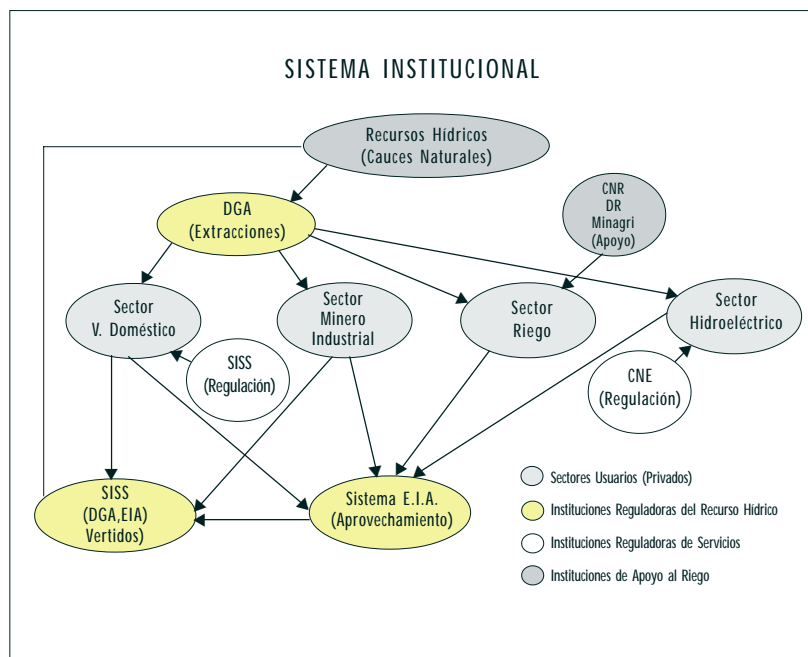 SISTEMA INSTITUCIONAL
Recursos Hídricos
(Cauces Naturales)
DGA
(Extracciones)
CNR
DR
Minagri
(Apoyo)
Sector
V. Doméstico
Sector
Minero
Industrial
Sector
Riego
Sector
Hidroeléctrico
SISS
(Regulación)
CNE
(Regulación)
SISS
(DGA,EIA)
Vertidos)
Sistema E.I.A.
(Aprovechamiento)
Sectores Usuarios (Privados)
Instituciones Reguladoras del Recurso Hídrico
Instituciones Reguladoras de Servicios
Instituciones de Apoyo al Riego